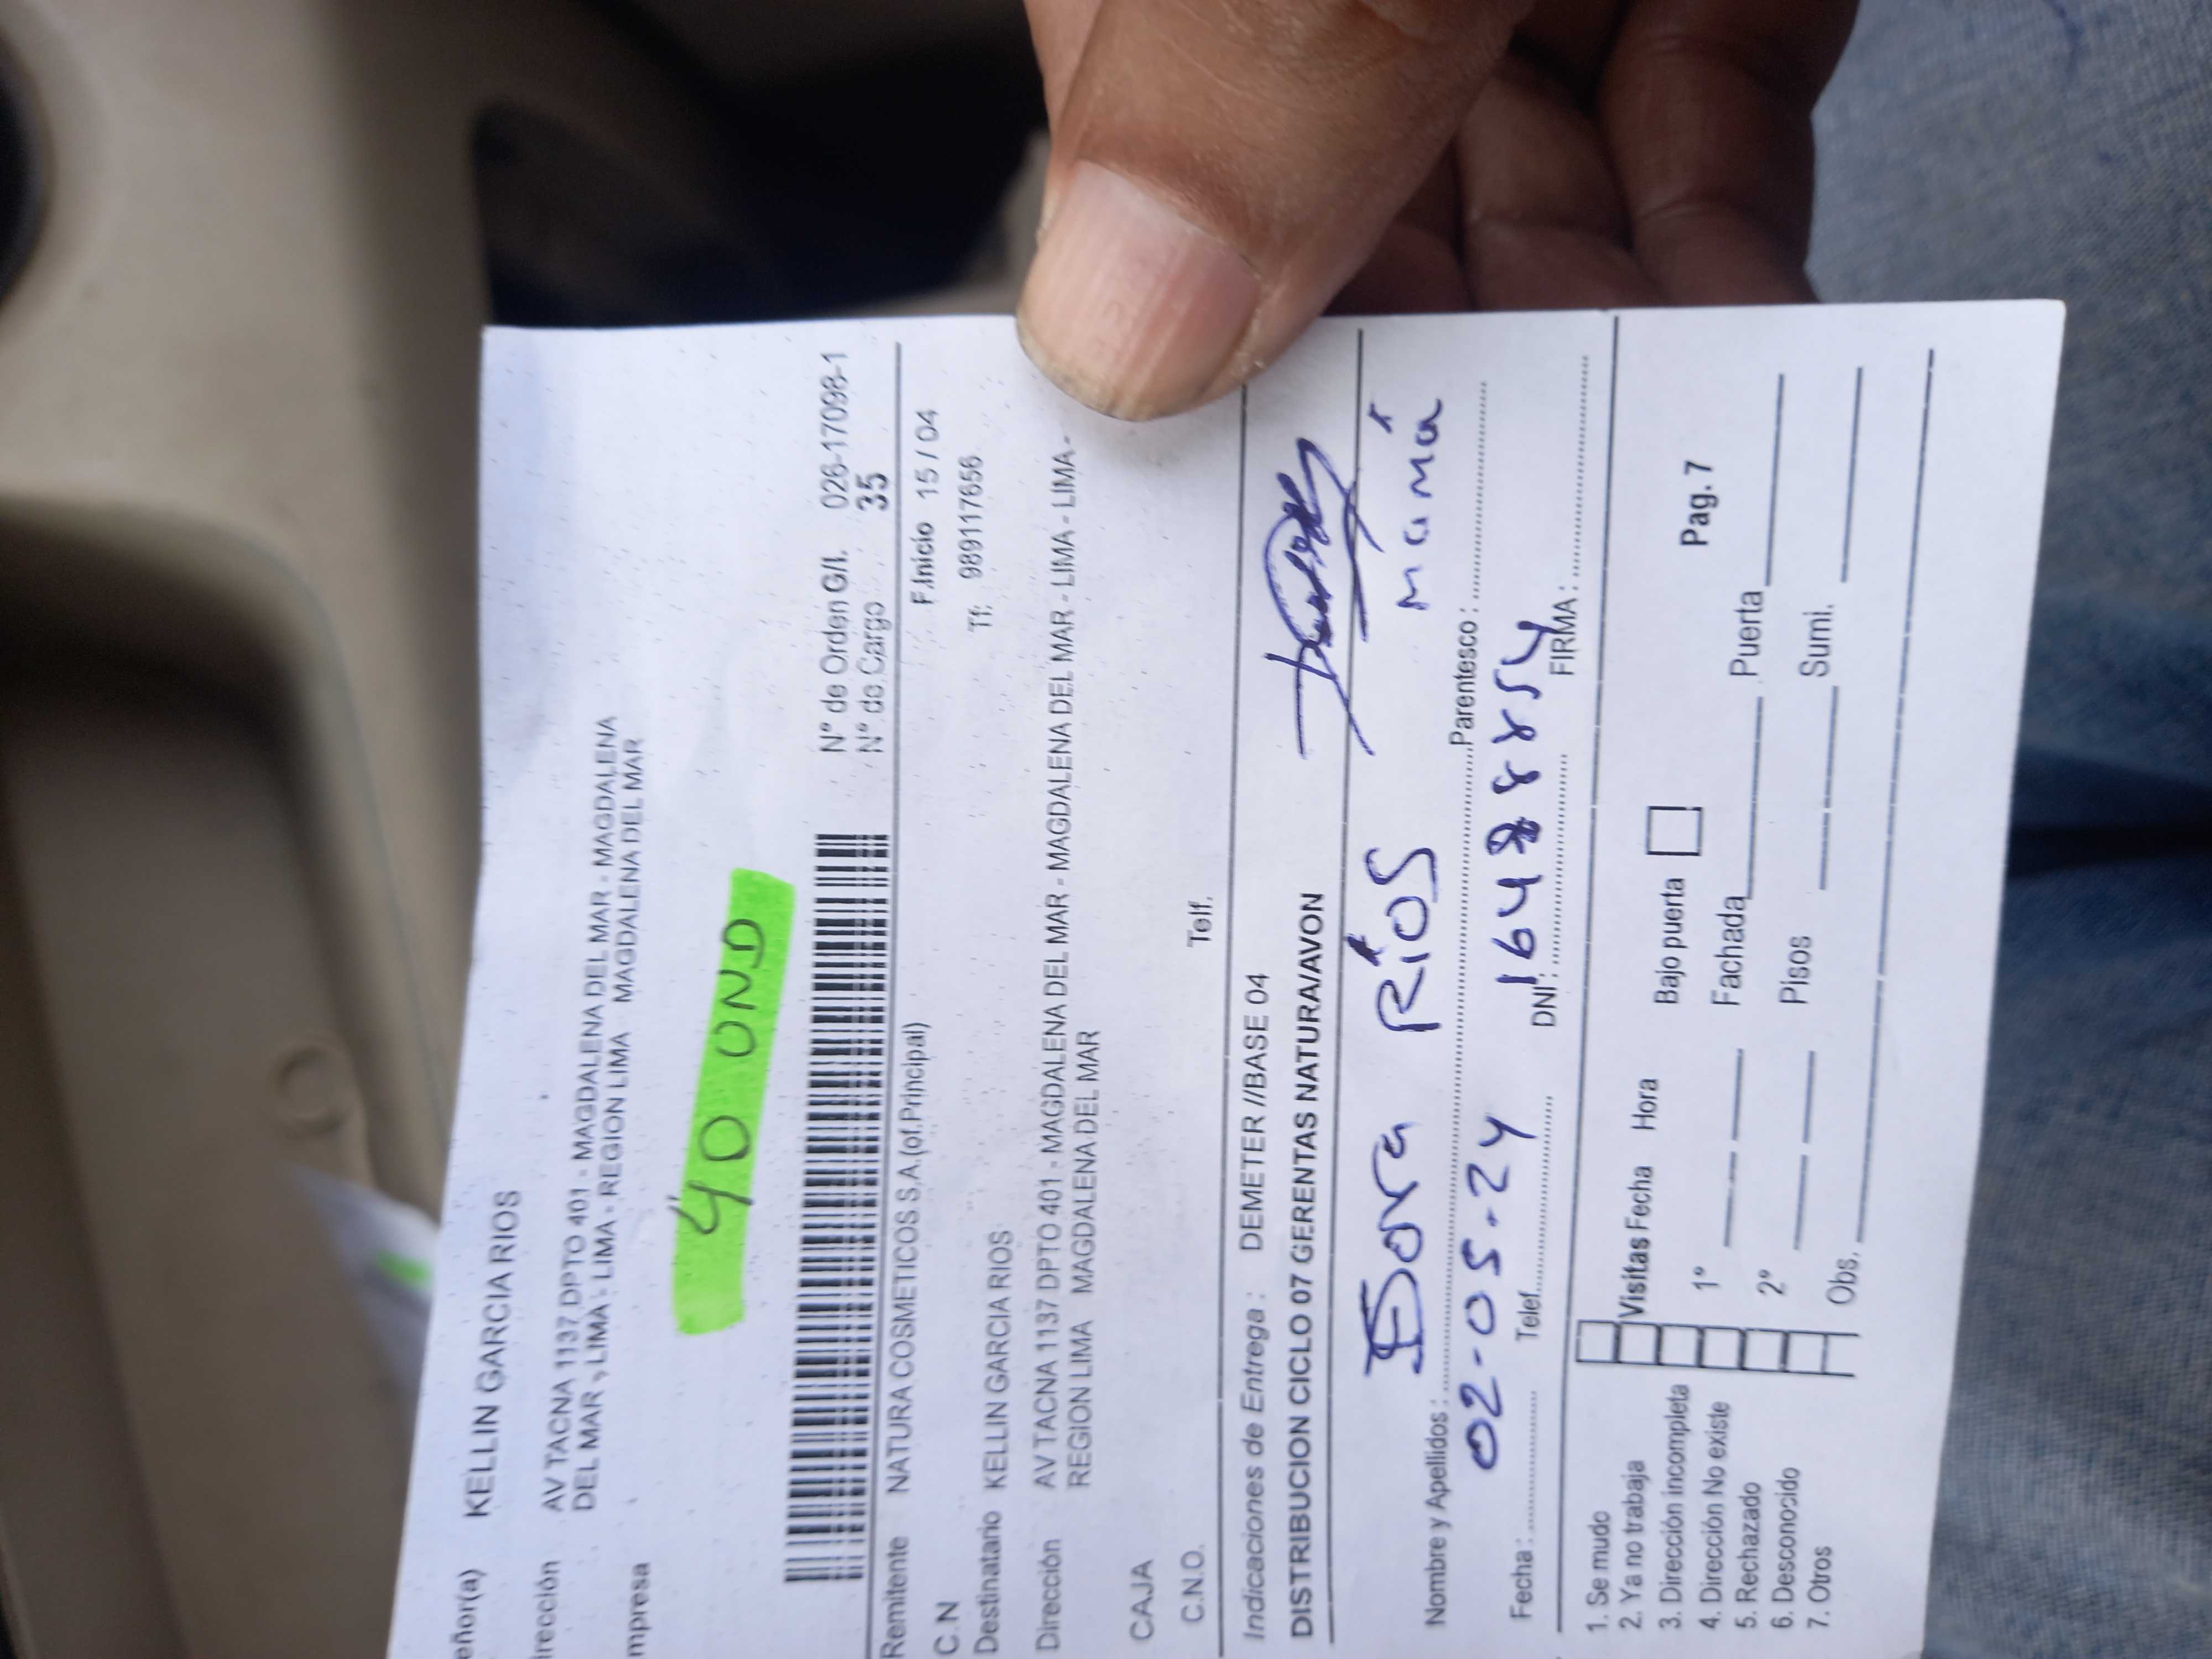 eñor(a) KELLIN GARCIA RIOS
irección AV TACNA 1137 DPTO 401 - MAGDALENA DEL MAR - MAGDALENA
DEL MAR - LIMA - LIMA - REGION LIMA MAGDALENA DEL MAR
mpresa
40 UND
Nº de Orden G/I. 026-17098-1
Nº de Cargo 35
Remitente NATURA COSMETICOS S.A.(of.Principal) F.Inicio 15 / 04
C.N Tf: 989117656
Destinatario KELLIN GARCIA RIOS
Dirección AV TACNA 1137 DPTO 401 - MAGDALENA DEL MAR - MAGDALENA DEL MAR - LIMA - LIMA -
REGION LIMA MAGDALENA DEL MAR
CAJA
C.N.O. Telf.
Indicaciones de Entrega : DEMETER //BASE 04
DISTRIBUCION CICLO 07 GERENTAS NATURA/AVON
Dora Ríos Mamá
Nombre y Apellidos : Parentesco :
02-05-24
Fecha : Telef. DNI: FIRMA :
1. Se mudo
2. Ya no trabaja Visitas Fecha Hora Bajo puerta
3. Dirección incompleta
4. Dirección No existe 1º Fachada Puerta Pag. 7
5. Rechazado
6. Desconocido 2º Pisos Sumi.
7. Otros Obs.